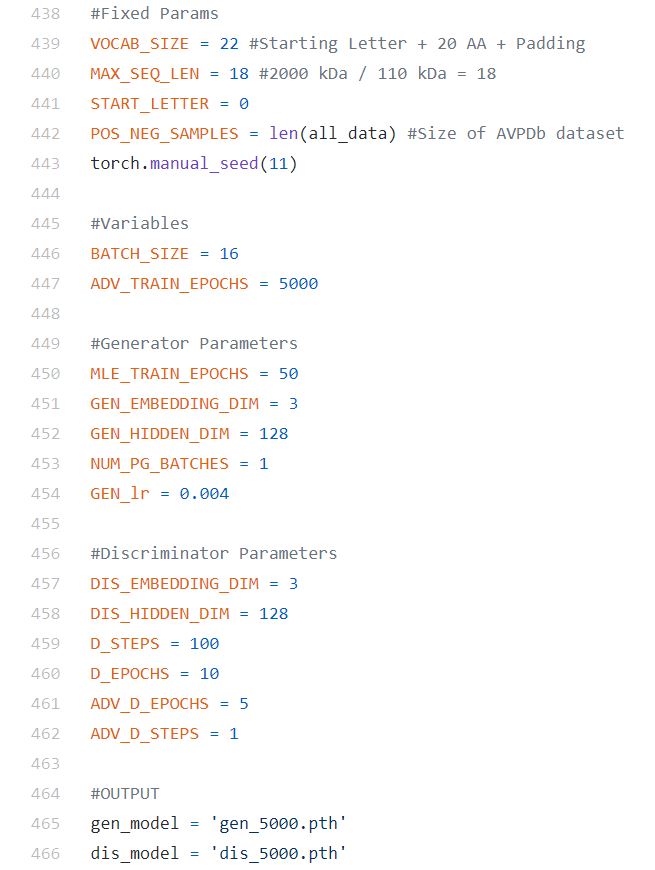 438 #Fixed Params
439 VOCAB_SIZE = 22 #Starting Letter + 20 AA + Padding
440 MAX_SEQ_LEN = 18 #2000 kDa / 110 kDa = 18
441 START_LETTER = 0
442 POS_NEG_SAMPLES = len(all_data) #Size of AVPDb dataset
443 torch.manual_seed(11)
444
445 #Variables
446 BATCH_SIZE = 16
447 ADV_TRAIN_EPOCHS = 5000
448
449 #Generator Parameters
450 MLE_TRAIN_EPOCHS = 50
451 GEN_EMBEDDING_DIM = 3
452 GEN_HIDDEN_DIM = 128
453 NUM_PG_BATCHES = 1
454 GEN_lr = 0.004
455
456 #Discriminator Parameters
457 DIS_EMBEDDING_DIM = 3
458 DIS_HIDDEN_DIM = 128
459 D_STEPS = 100
460 D_EPOCHS = 10
461 ADV_D_EPOCHS = 5
462 ADV_D_STEPS = 1
463
464 #OUTPUT
465 gen_model = 'gen_5000.pth'
466 dis_model = 'dis_5000.pth'